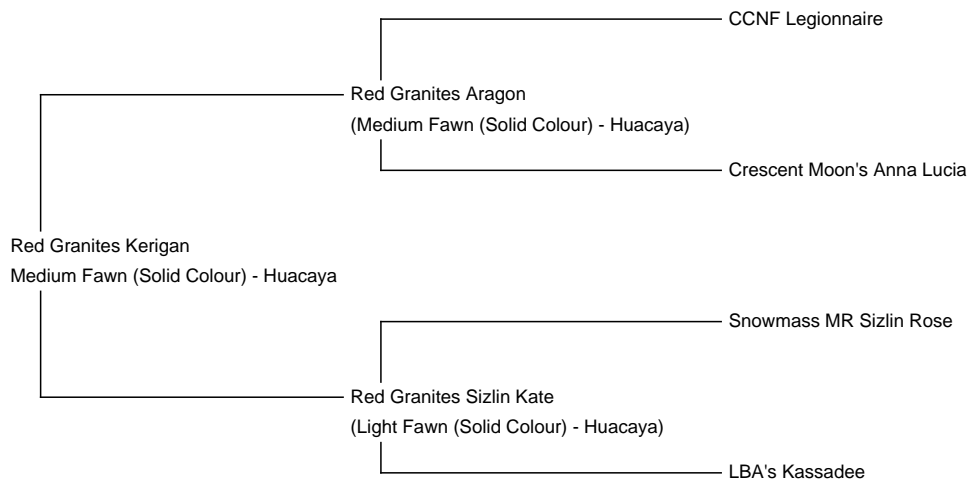 CCNF Legionnaire
Red Granites Aragon
(Medium Fawn (Solid Colour) - Huacaya)
Crescent Moon's Anna Lucia
Red Granites Kerigan
Medium Fawn (Solid Colour) - Huacaya
Snowmass MR Sizlin Rose
Red Granites Sizlin Kate
(Light Fawn (Solid Colour) - Huacaya)
LBA's Kassadee